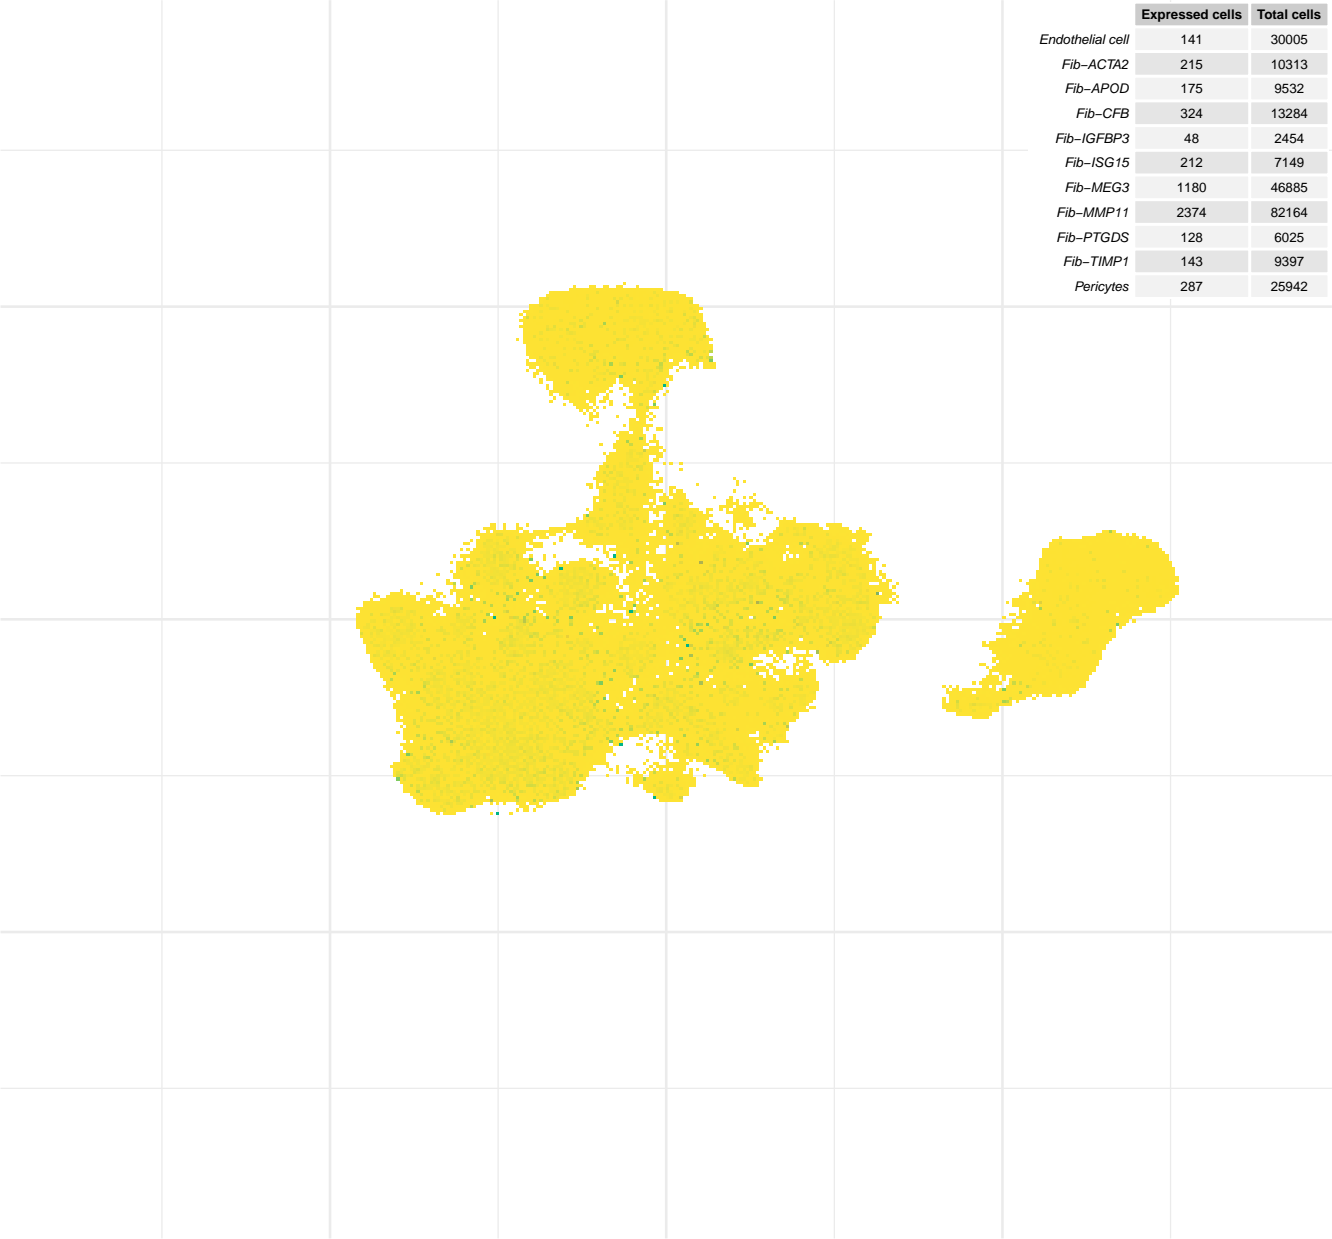 Expressed cells Total cells
Endothelial cell 141 30005
Fib−ACTA2 215 10313
Fib−APOD 175 9532
Fib−CFB 324 13284
Fib−IGFBP3 48 2454
Fib−ISG15 212 7149
Fib−MEG3 1180 46885
Fib−MMP11 2374 82164
Fib−PTGDS 128 6025
Fib−TIMP1 143 9397
Pericytes 287 25942